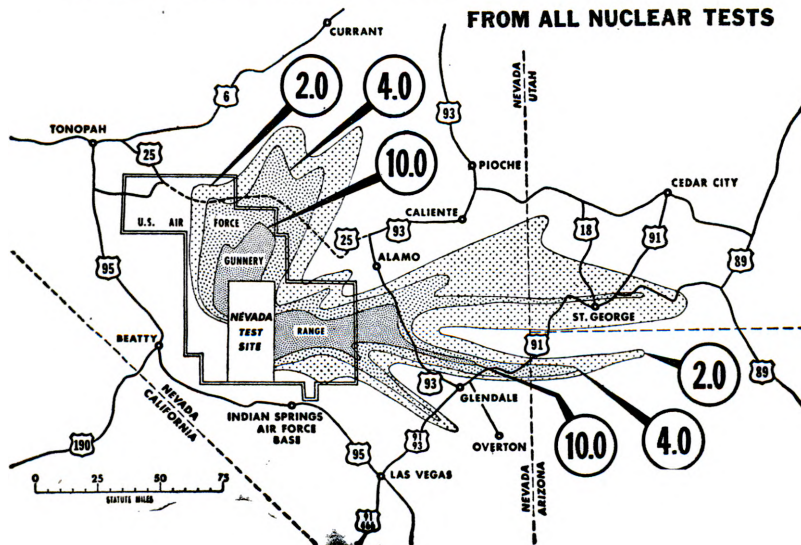 FROM ALL NUCLEAR TESTS
CURRANT
2.0
4.0
6
93
NEVADA
UTAH
TONOPAH
25
10.0
PIOCHE
CEDAR CITY
U.S. AIR
FORCE
CALIENTE
25
93
18
91
GUNNERY
ALAMO
89
95
NEVADA
TEST
SITE
RANGE
ST. GEORGE
BEATTY
91
NEVADA
CALIFORNIA
93
GLENDALE
2.0
89
INDIAN SPRINGS
AIR FORCE
BASE
91
93
10.0
4.0
190
95
OVERTON
LAS VEGAS
0
25
50
75
STATUTE MILES
NEVADA
ARIZONA
91
466